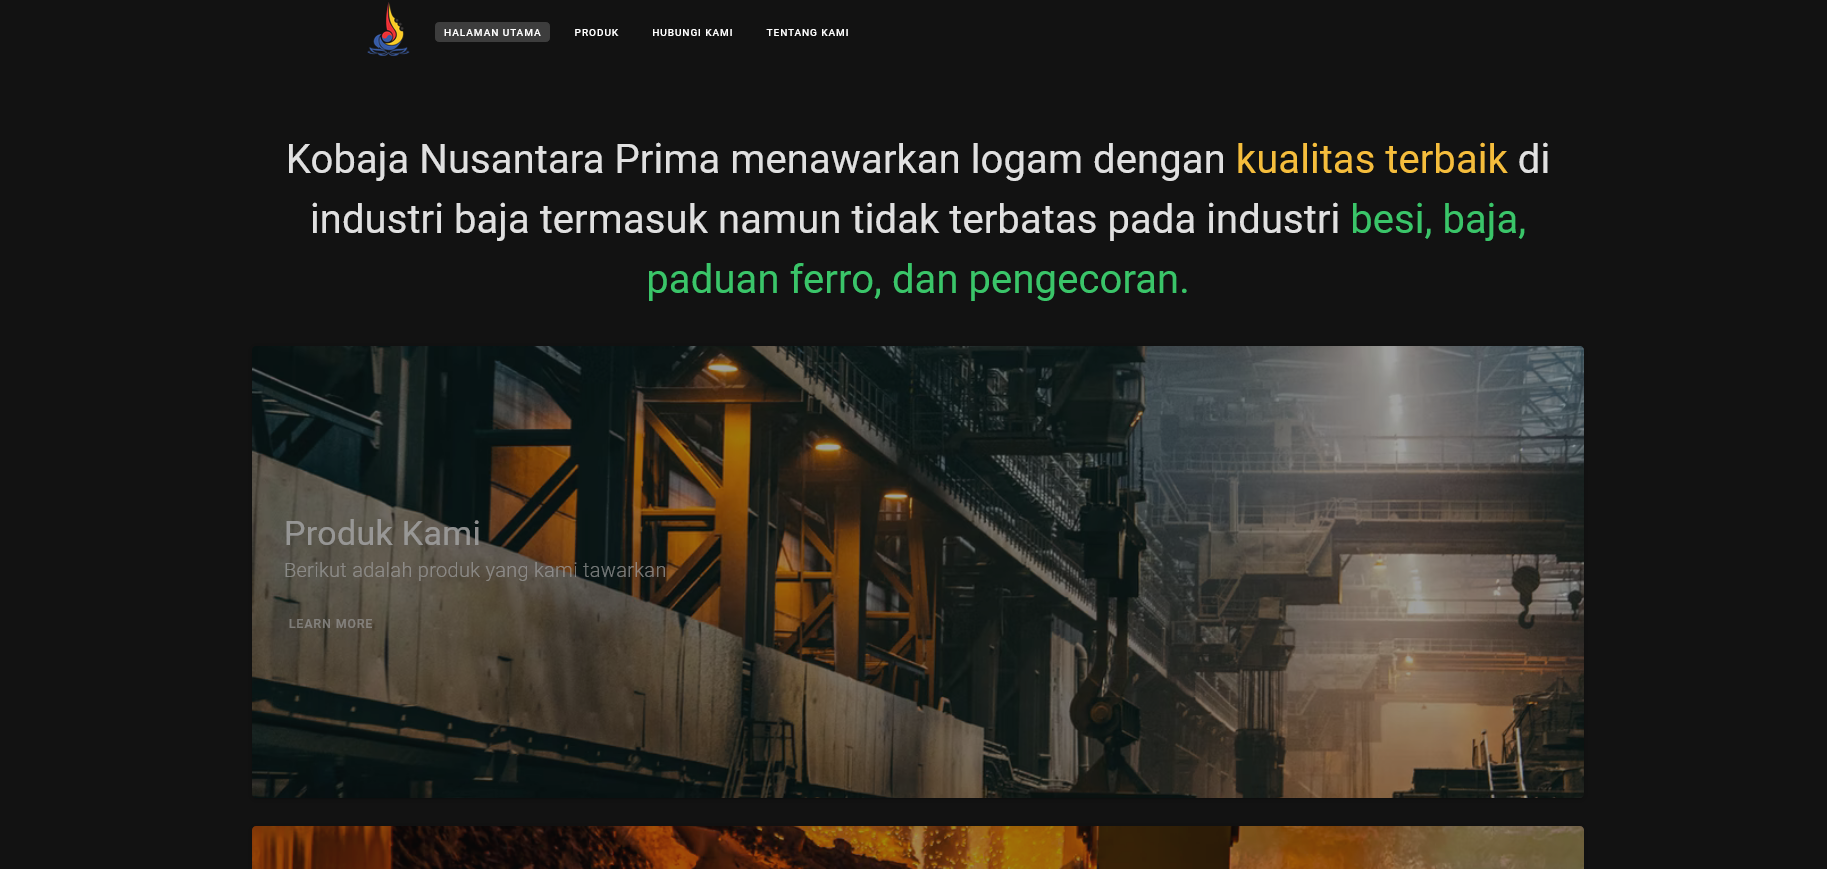 HALAMAN UTAMA PRODUK HUBUNGI KAMI TENTANG KAMI
Kobaja Nusantara Prima menawarkan logam dengan kualitas terbaik di
industri baja termasuk namun tidak terbatas pada industri besi, baja,
paduan ferro, dan pengecoran.
Produk Kami
Berikut adalah produk yang kami tawarkan
LEARN MORE